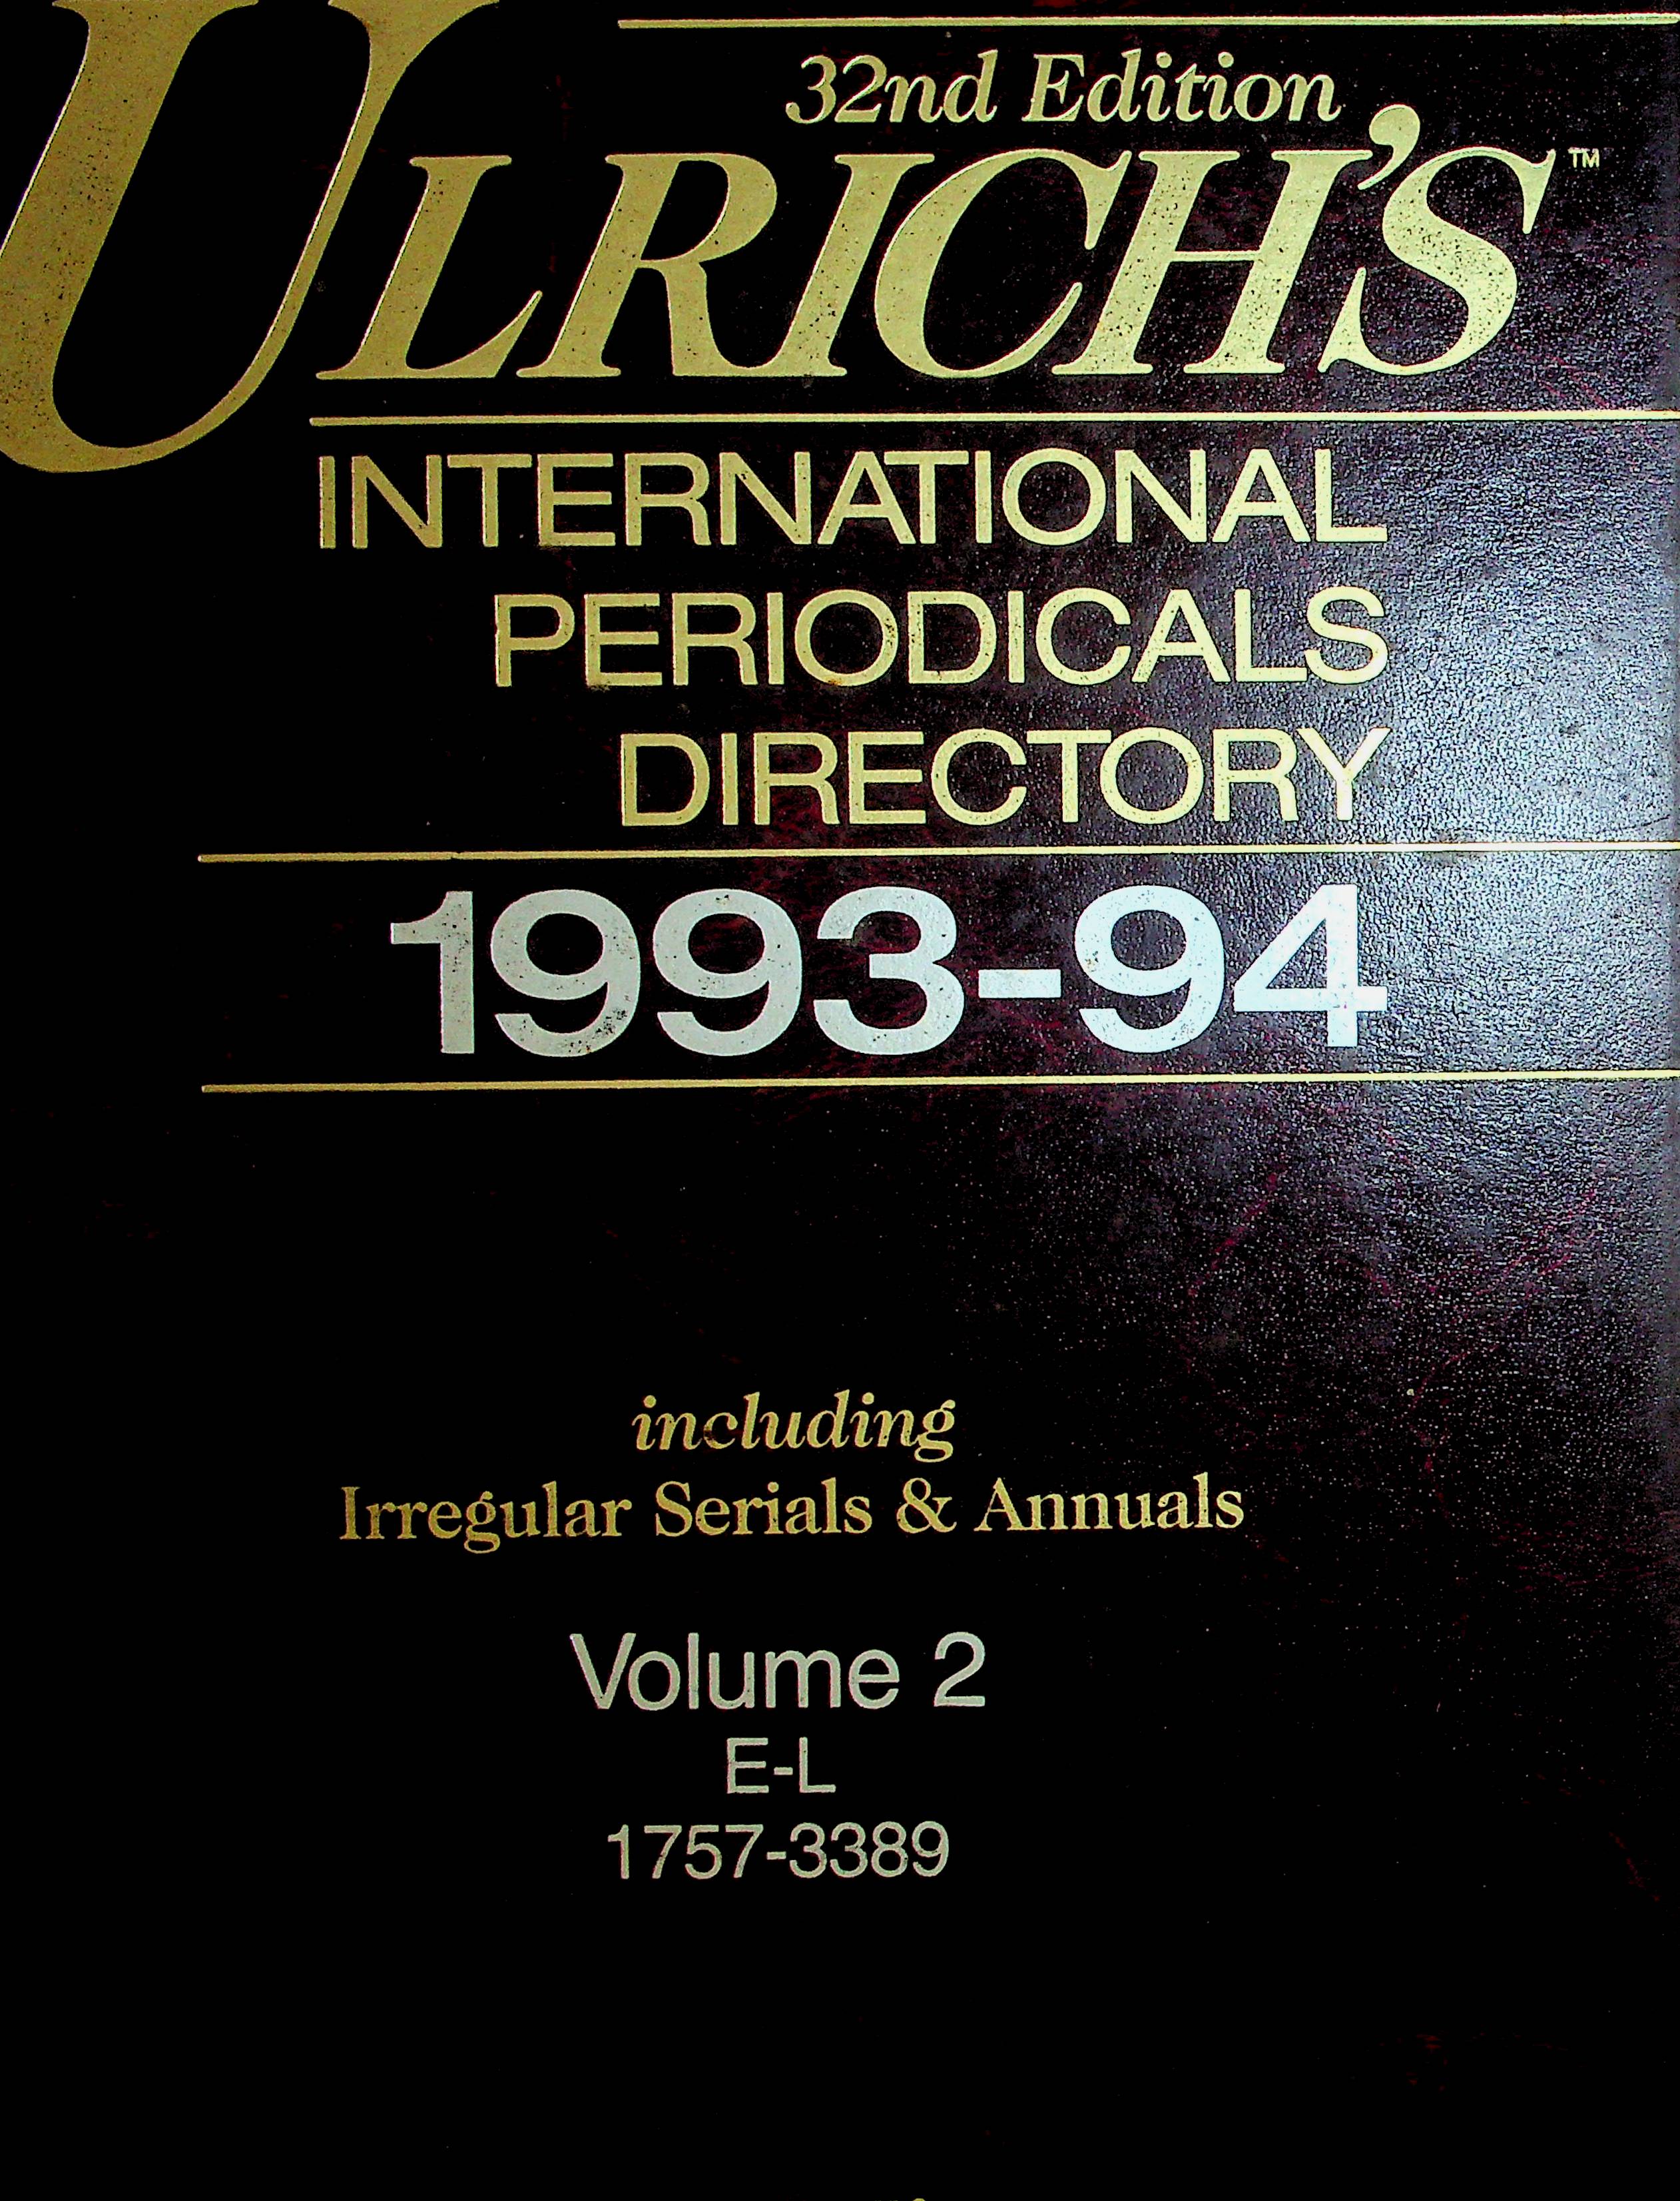 32nd Edition
ULRICH'S™
INTERNATIONAL
PERIODICALS
DIRECTORY
1993-94
including
Irregular Serials & Annuals
Volume 2
E-L
1757-3389